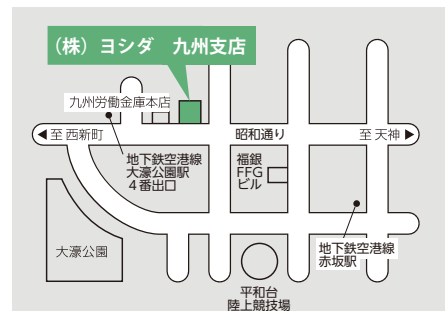 (株)ヨシダ 九州支店
九州労働金庫本店
◀至 西新町
昭和通り
至 天神▶
地下鉄空港線
大濠公園駅
4番出口
福銀
FFG
ビル
大濠公園
地下鉄空港線
赤坂駅
平和台
陸上競技場